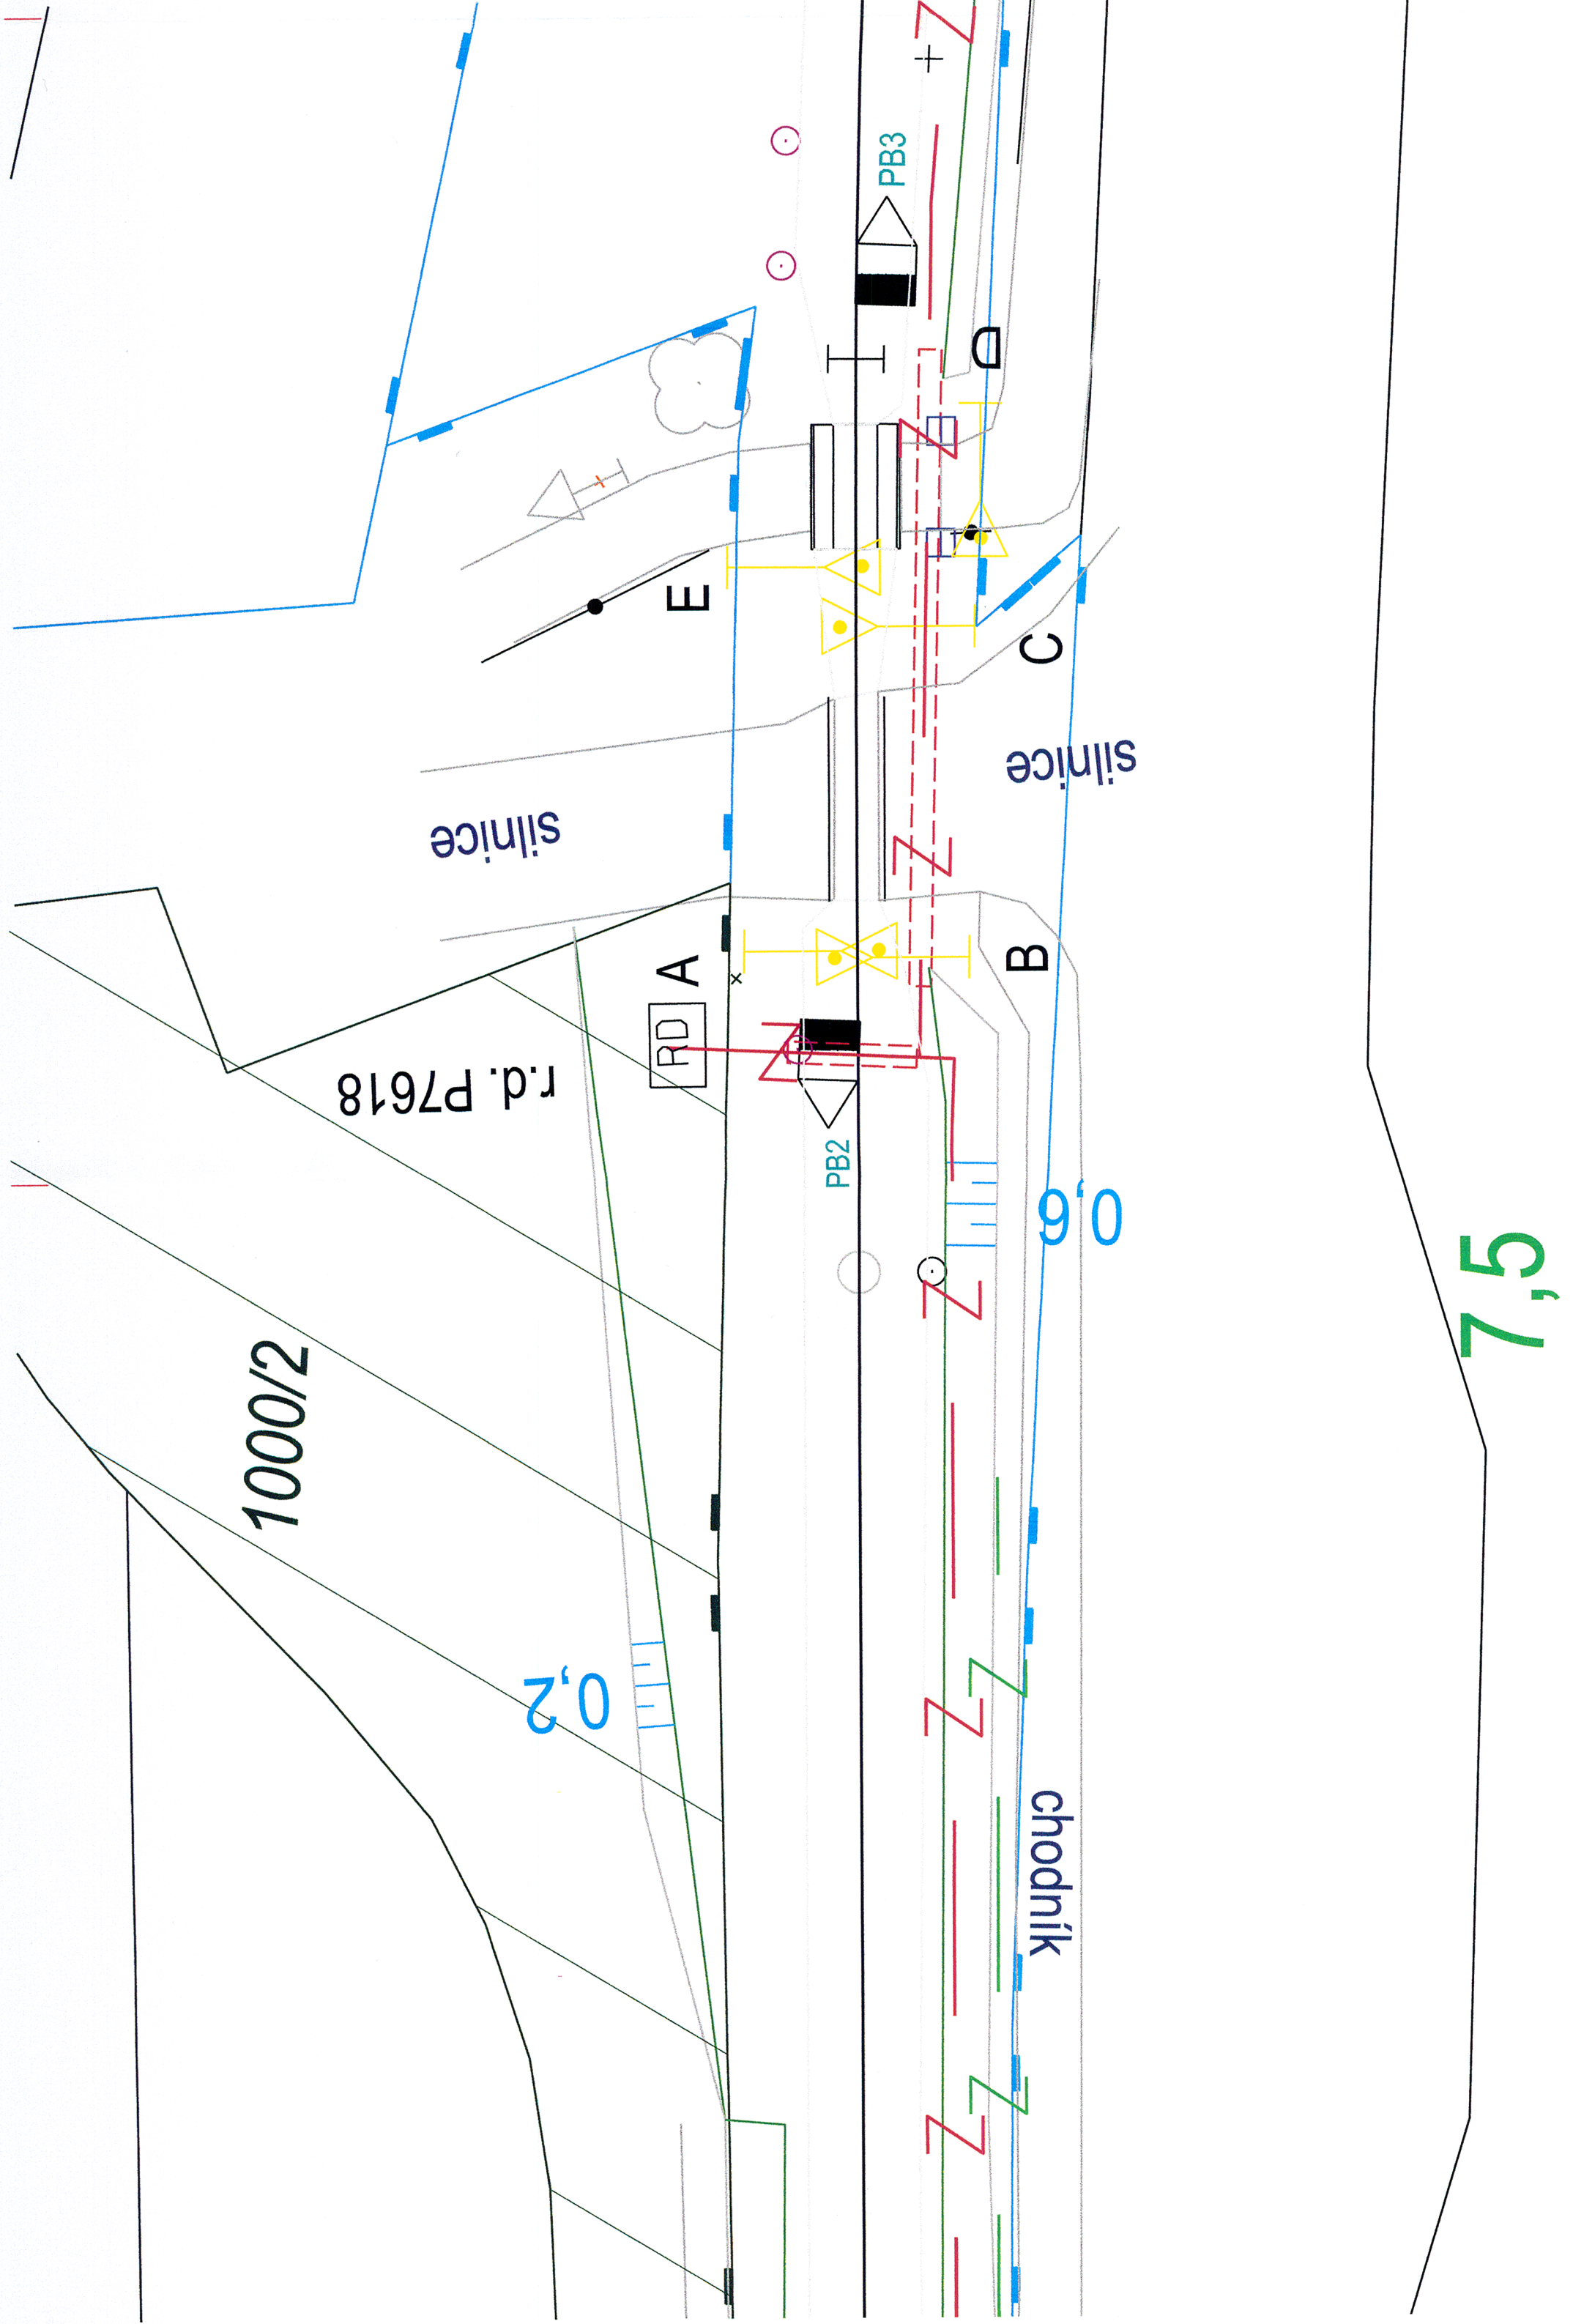 PB3
D
E
C
silnice
silnice
A
B
RD
r.d. P7618
PB2
0,6
7,5
1000/2
0,2
chodník
Z
Z
Z
Z
Z
Z
Z
Z
Z